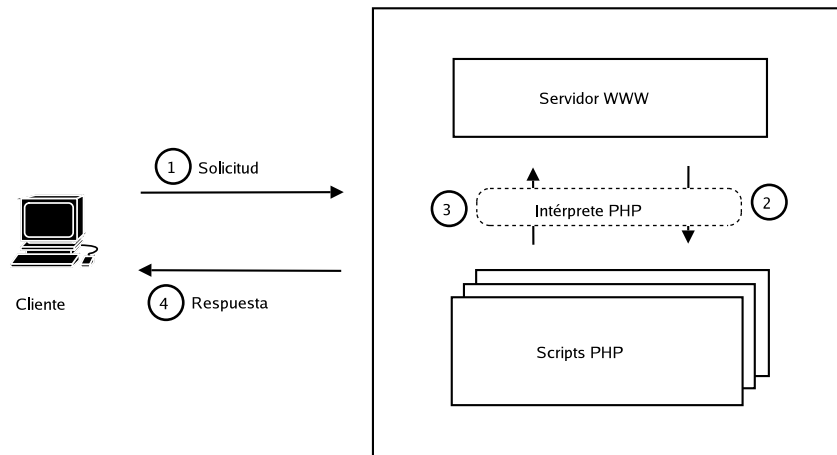 Servidor WWW
1 Solicitud
3 Intérprete PHP 2
Cliente
4 Respuesta
Scripts PHP